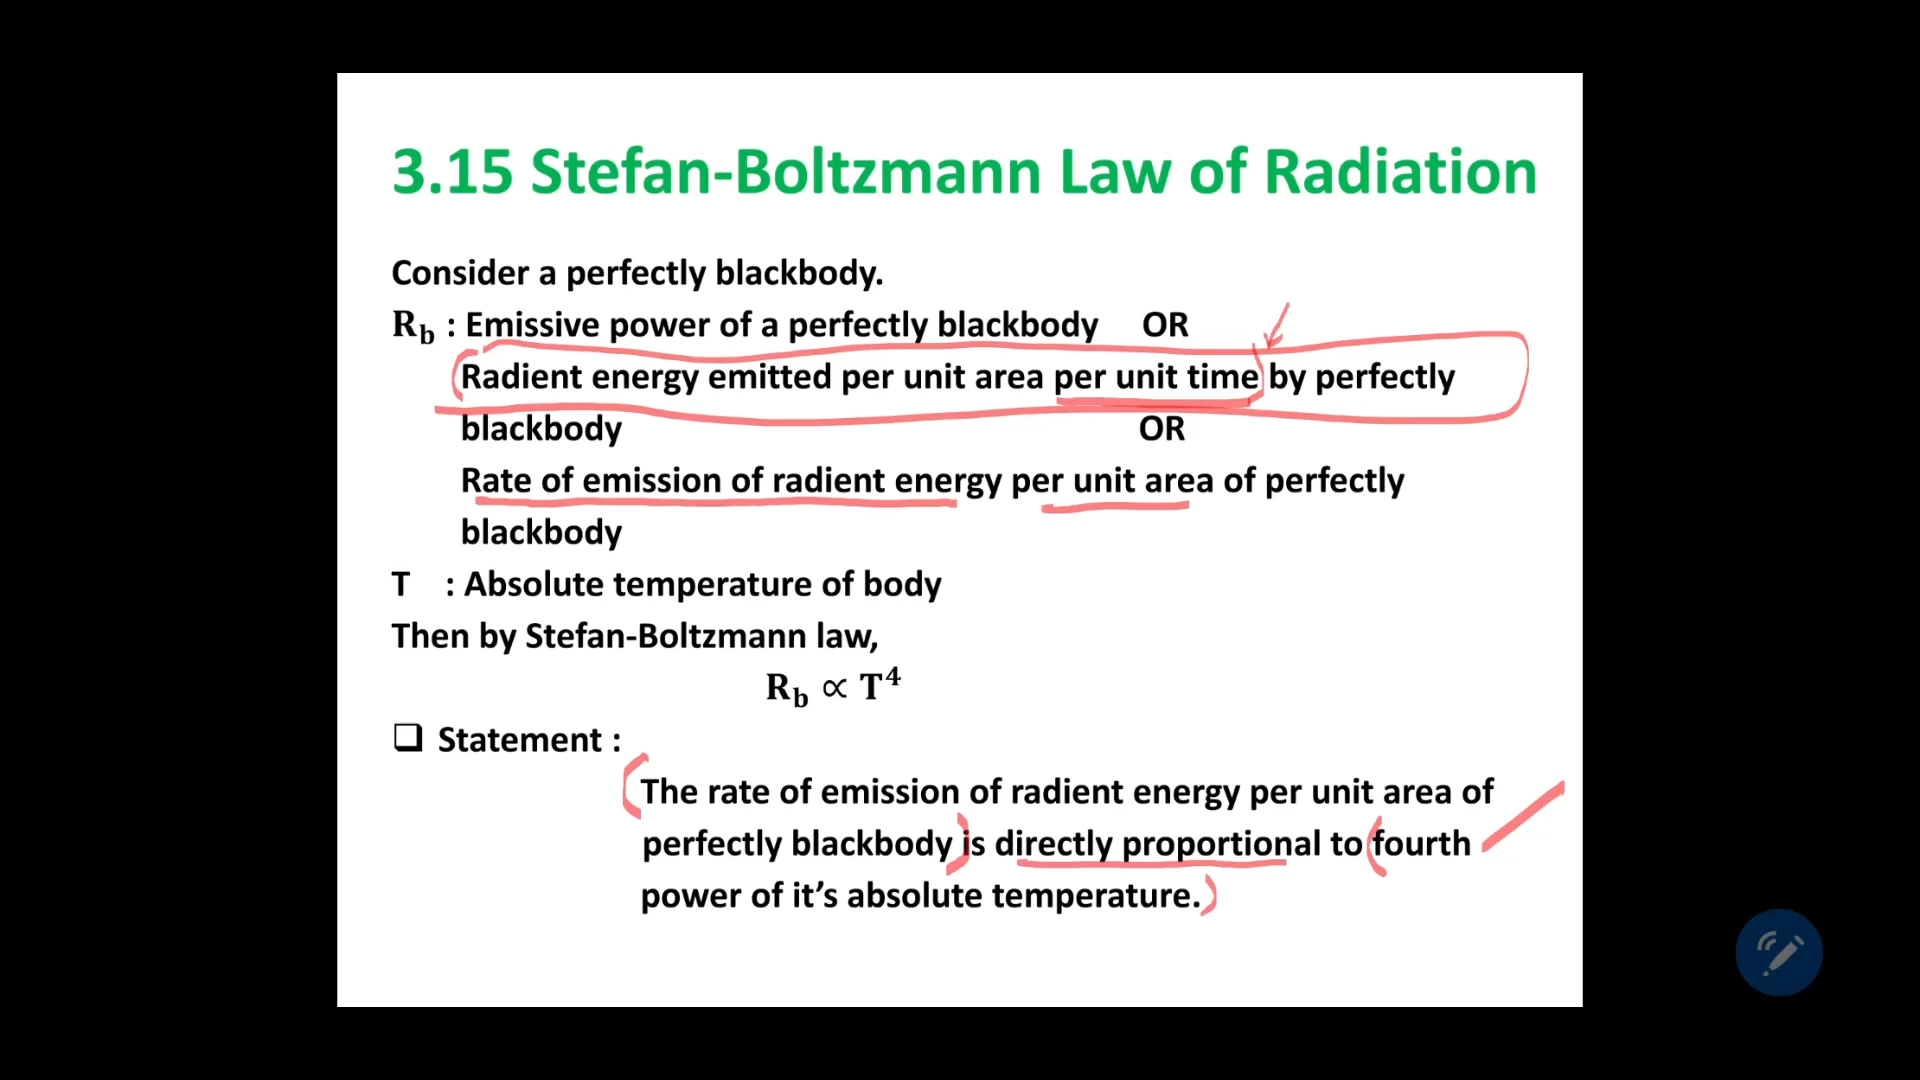 3.15 Stefan-Boltzmann Law of Radiation
Consider a perfectly blackbody.
R_b : Emissive power of a perfectly blackbody OR
Radient energy emitted per unit area per unit time by perfectly
blackbody OR
Rate of emission of radient energy per unit area of perfectly
blackbody
T : Absolute temperature of body
Then by Stefan-Boltzmann law,
R_b ∝ T⁴
❑ Statement :
The rate of emission of radient energy per unit area of
perfectly blackbody is directly proportional to fourth
power of it’s absolute temperature.